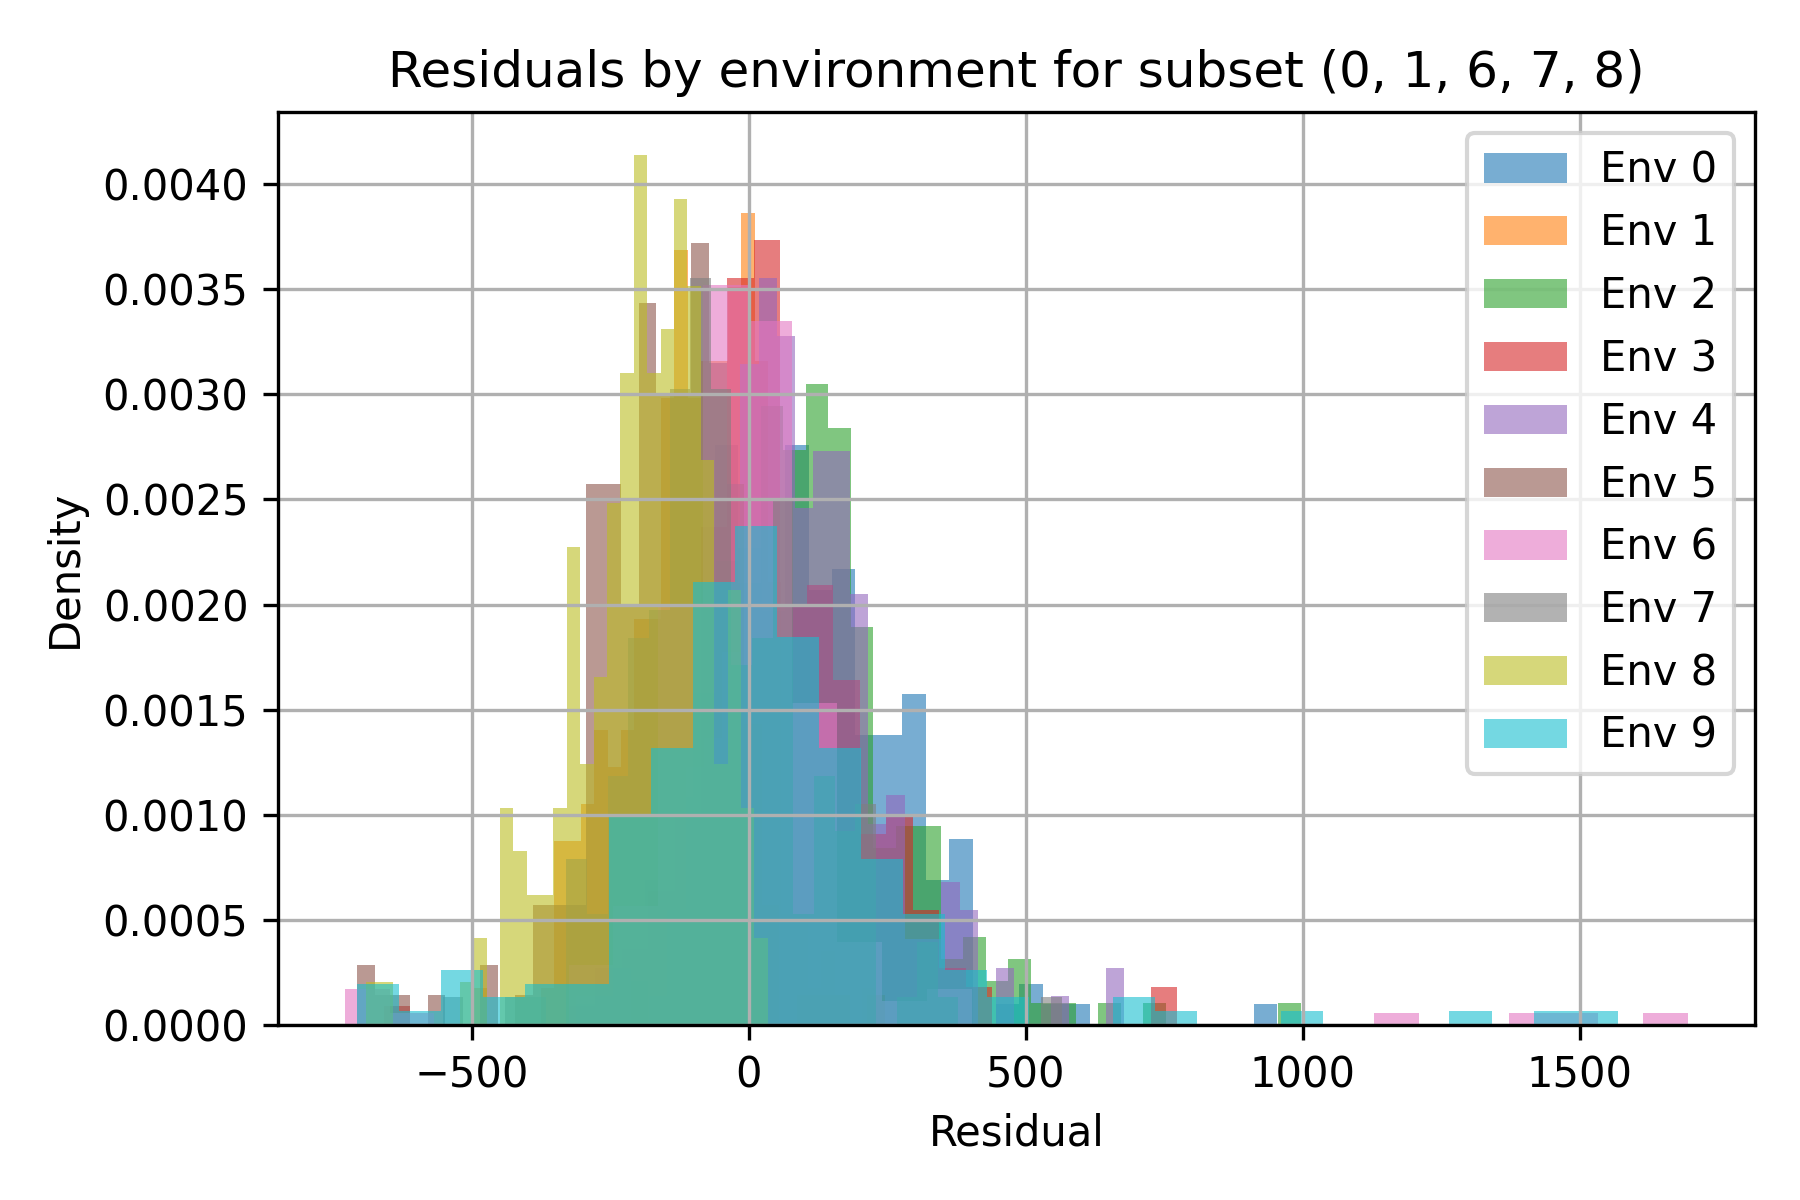 Residuals by environment for subset (0, 1, 6, 7, 8)
Density
0.0040
0.0035
0.0030
0.0025
0.0020
0.0015
0.0010
0.0005
0.0000
−500
0
500
1000
1500
Residual
Env 0
Env 1
Env 2
Env 3
Env 4
Env 5
Env 6
Env 7
Env 8
Env 9